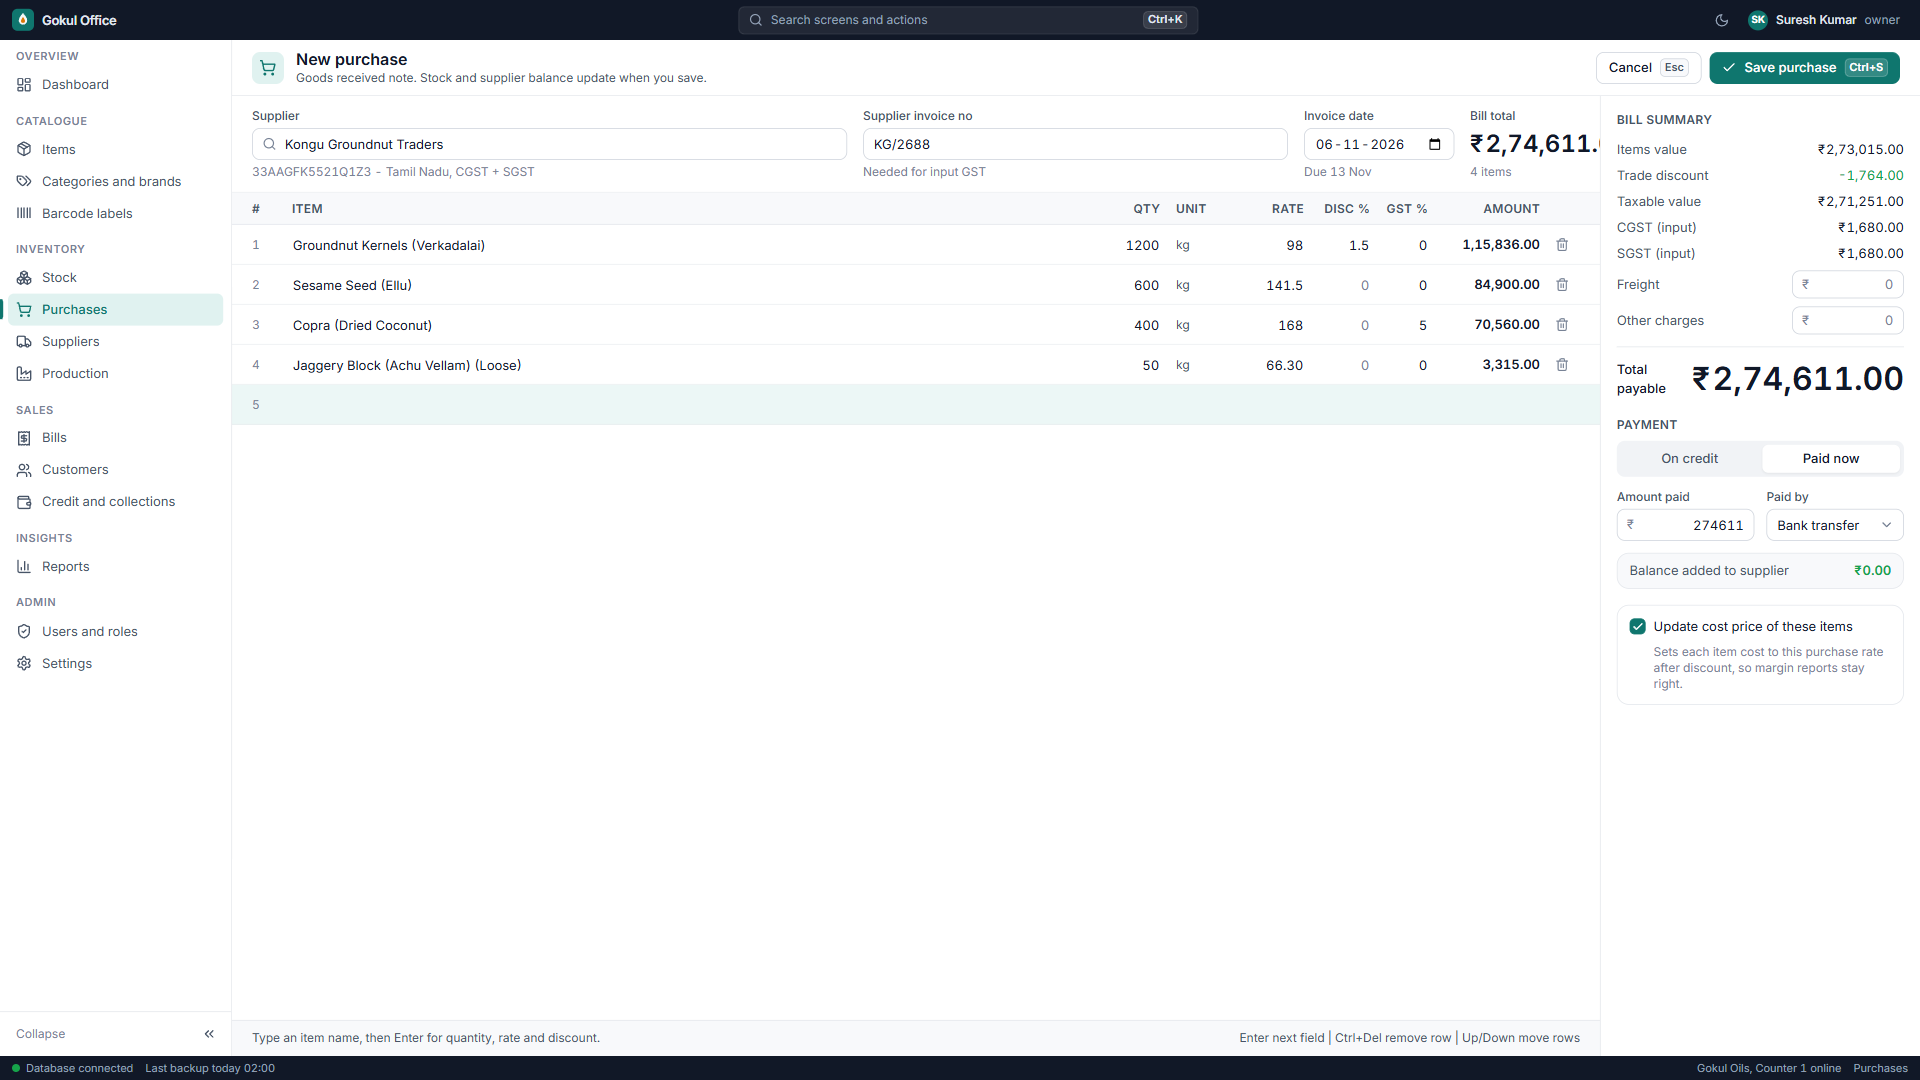 Gokul Office
Search screens and actions Ctrl+K
SK Suresh Kumar owner
OVERVIEW
Dashboard
CATALOGUE
Items
Categories and brands
Barcode labels
INVENTORY
Stock
Purchases
Suppliers
Production
SALES
Bills
Customers
Credit and collections
INSIGHTS
Reports
ADMIN
Users and roles
Settings
Collapse
New purchase
Goods received note. Stock and supplier balance update when you save.
Cancel Esc
Save purchase Ctrl+S
Supplier
Kongu Groundnut Traders
33AAGFK5521Q1Z3 - Tamil Nadu, CGST + SGST
Supplier invoice no
KG/2688
Needed for input GST
Invoice date
06-11-2026
Due 13 Nov
Bill total
₹2,74,611.
4 items
# ITEM QTY UNIT RATE DISC % GST % AMOUNT
1 Groundnut Kernels (Verkadalai) 1200 kg 98 1.5 0 1,15,836.00
2 Sesame Seed (Ellu) 600 kg 141.5 0 0 84,900.00
3 Copra (Dried Coconut) 400 kg 168 0 5 70,560.00
4 Jaggery Block (Achu Vellam) (Loose) 50 kg 66.30 0 0 3,315.00
5
Type an item name, then Enter for quantity, rate and discount.
Enter next field | Ctrl+Del remove row | Up/Down move rows
BILL SUMMARY
Items value ₹2,73,015.00
Trade discount -1,764.00
Taxable value ₹2,71,251.00
CGST (input) ₹1,680.00
SGST (input) ₹1,680.00
Freight ₹ 0
Other charges ₹ 0
Total payable ₹2,74,611.00
PAYMENT
On credit Paid now
Amount paid Paid by
₹ 274611 Bank transfer
Balance added to supplier ₹0.00
Update cost price of these items
Sets each item cost to this purchase rate
after discount, so margin reports stay
right.
Database connected Last backup today 02:00
Gokul Oils, Counter 1 online Purchases